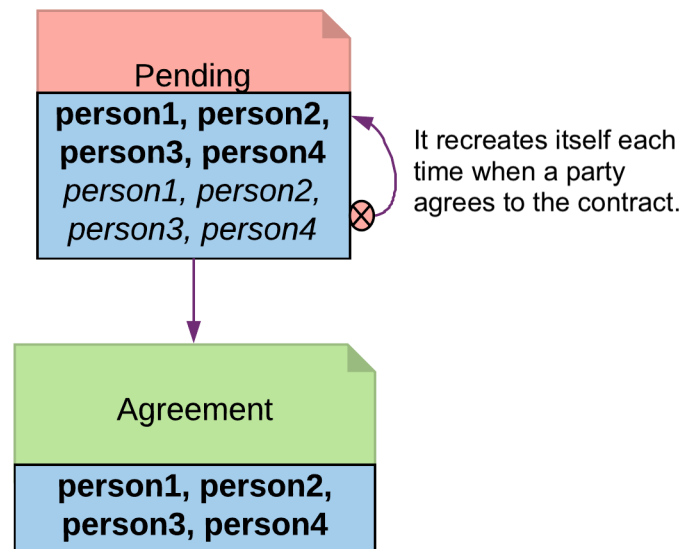 Pending
person1, person2,
person3, person4
person1, person2,
person3, person4
It recreates itself each
time when a party
agrees to the contract.
Agreement
person1, person2,
person3, person4